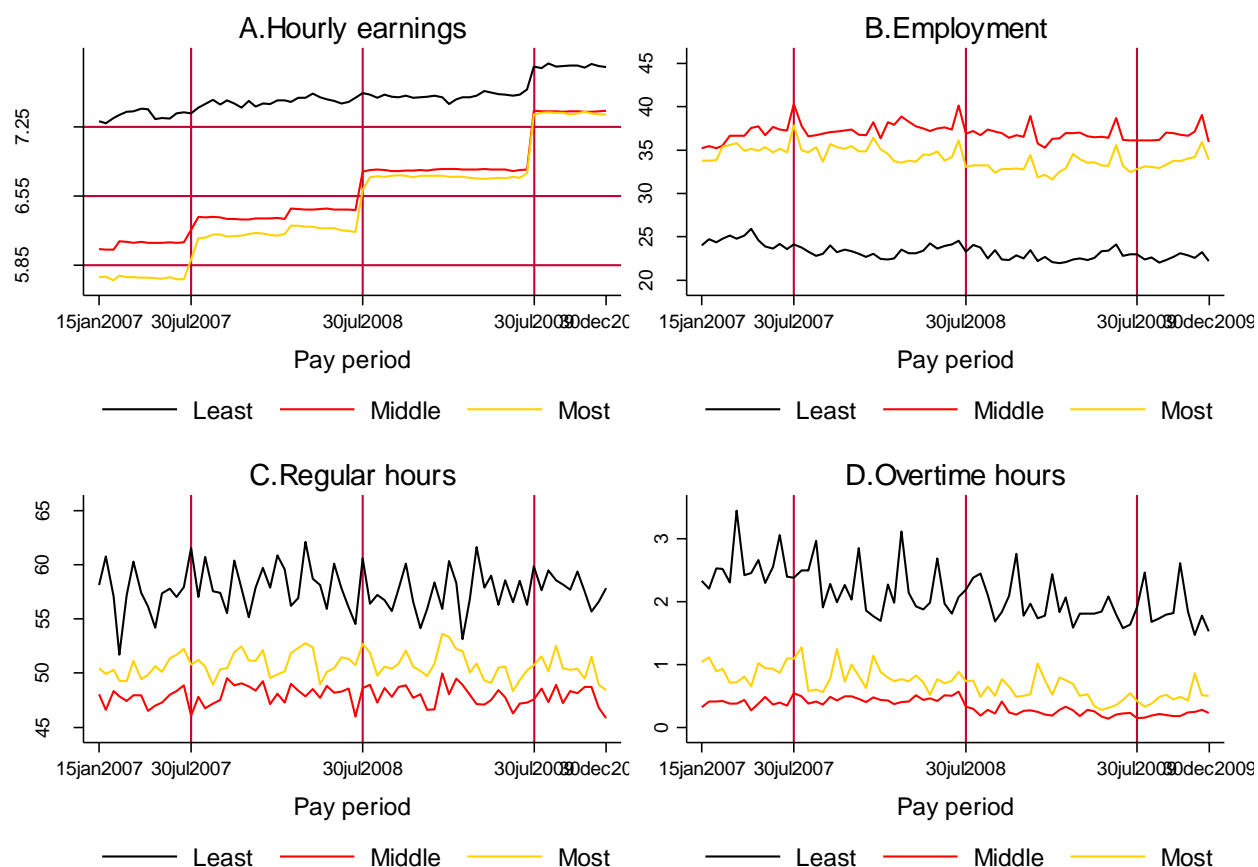 A.Hourly earnings
7.25
6.55
5.85
15jan2007 30jul2007 30jul2008 30jul2009 30dec20
Pay period
Least Middle Most
B.Employment
45
40
35
30
25
20
15jan2007 30jul2007 30jul2008 30jul2009 30dec2009
Pay period
Least Middle Most
C.Regular hours
65
60
55
50
45
15jan2007 30jul2007 30jul2008 30jul2009 30dec20
Pay period
Least Middle Most
D.Overtime hours
3
2
1
0
15jan2007 30jul2007 30jul2008 30jul2009 30dec2009
Pay period
Least Middle Most